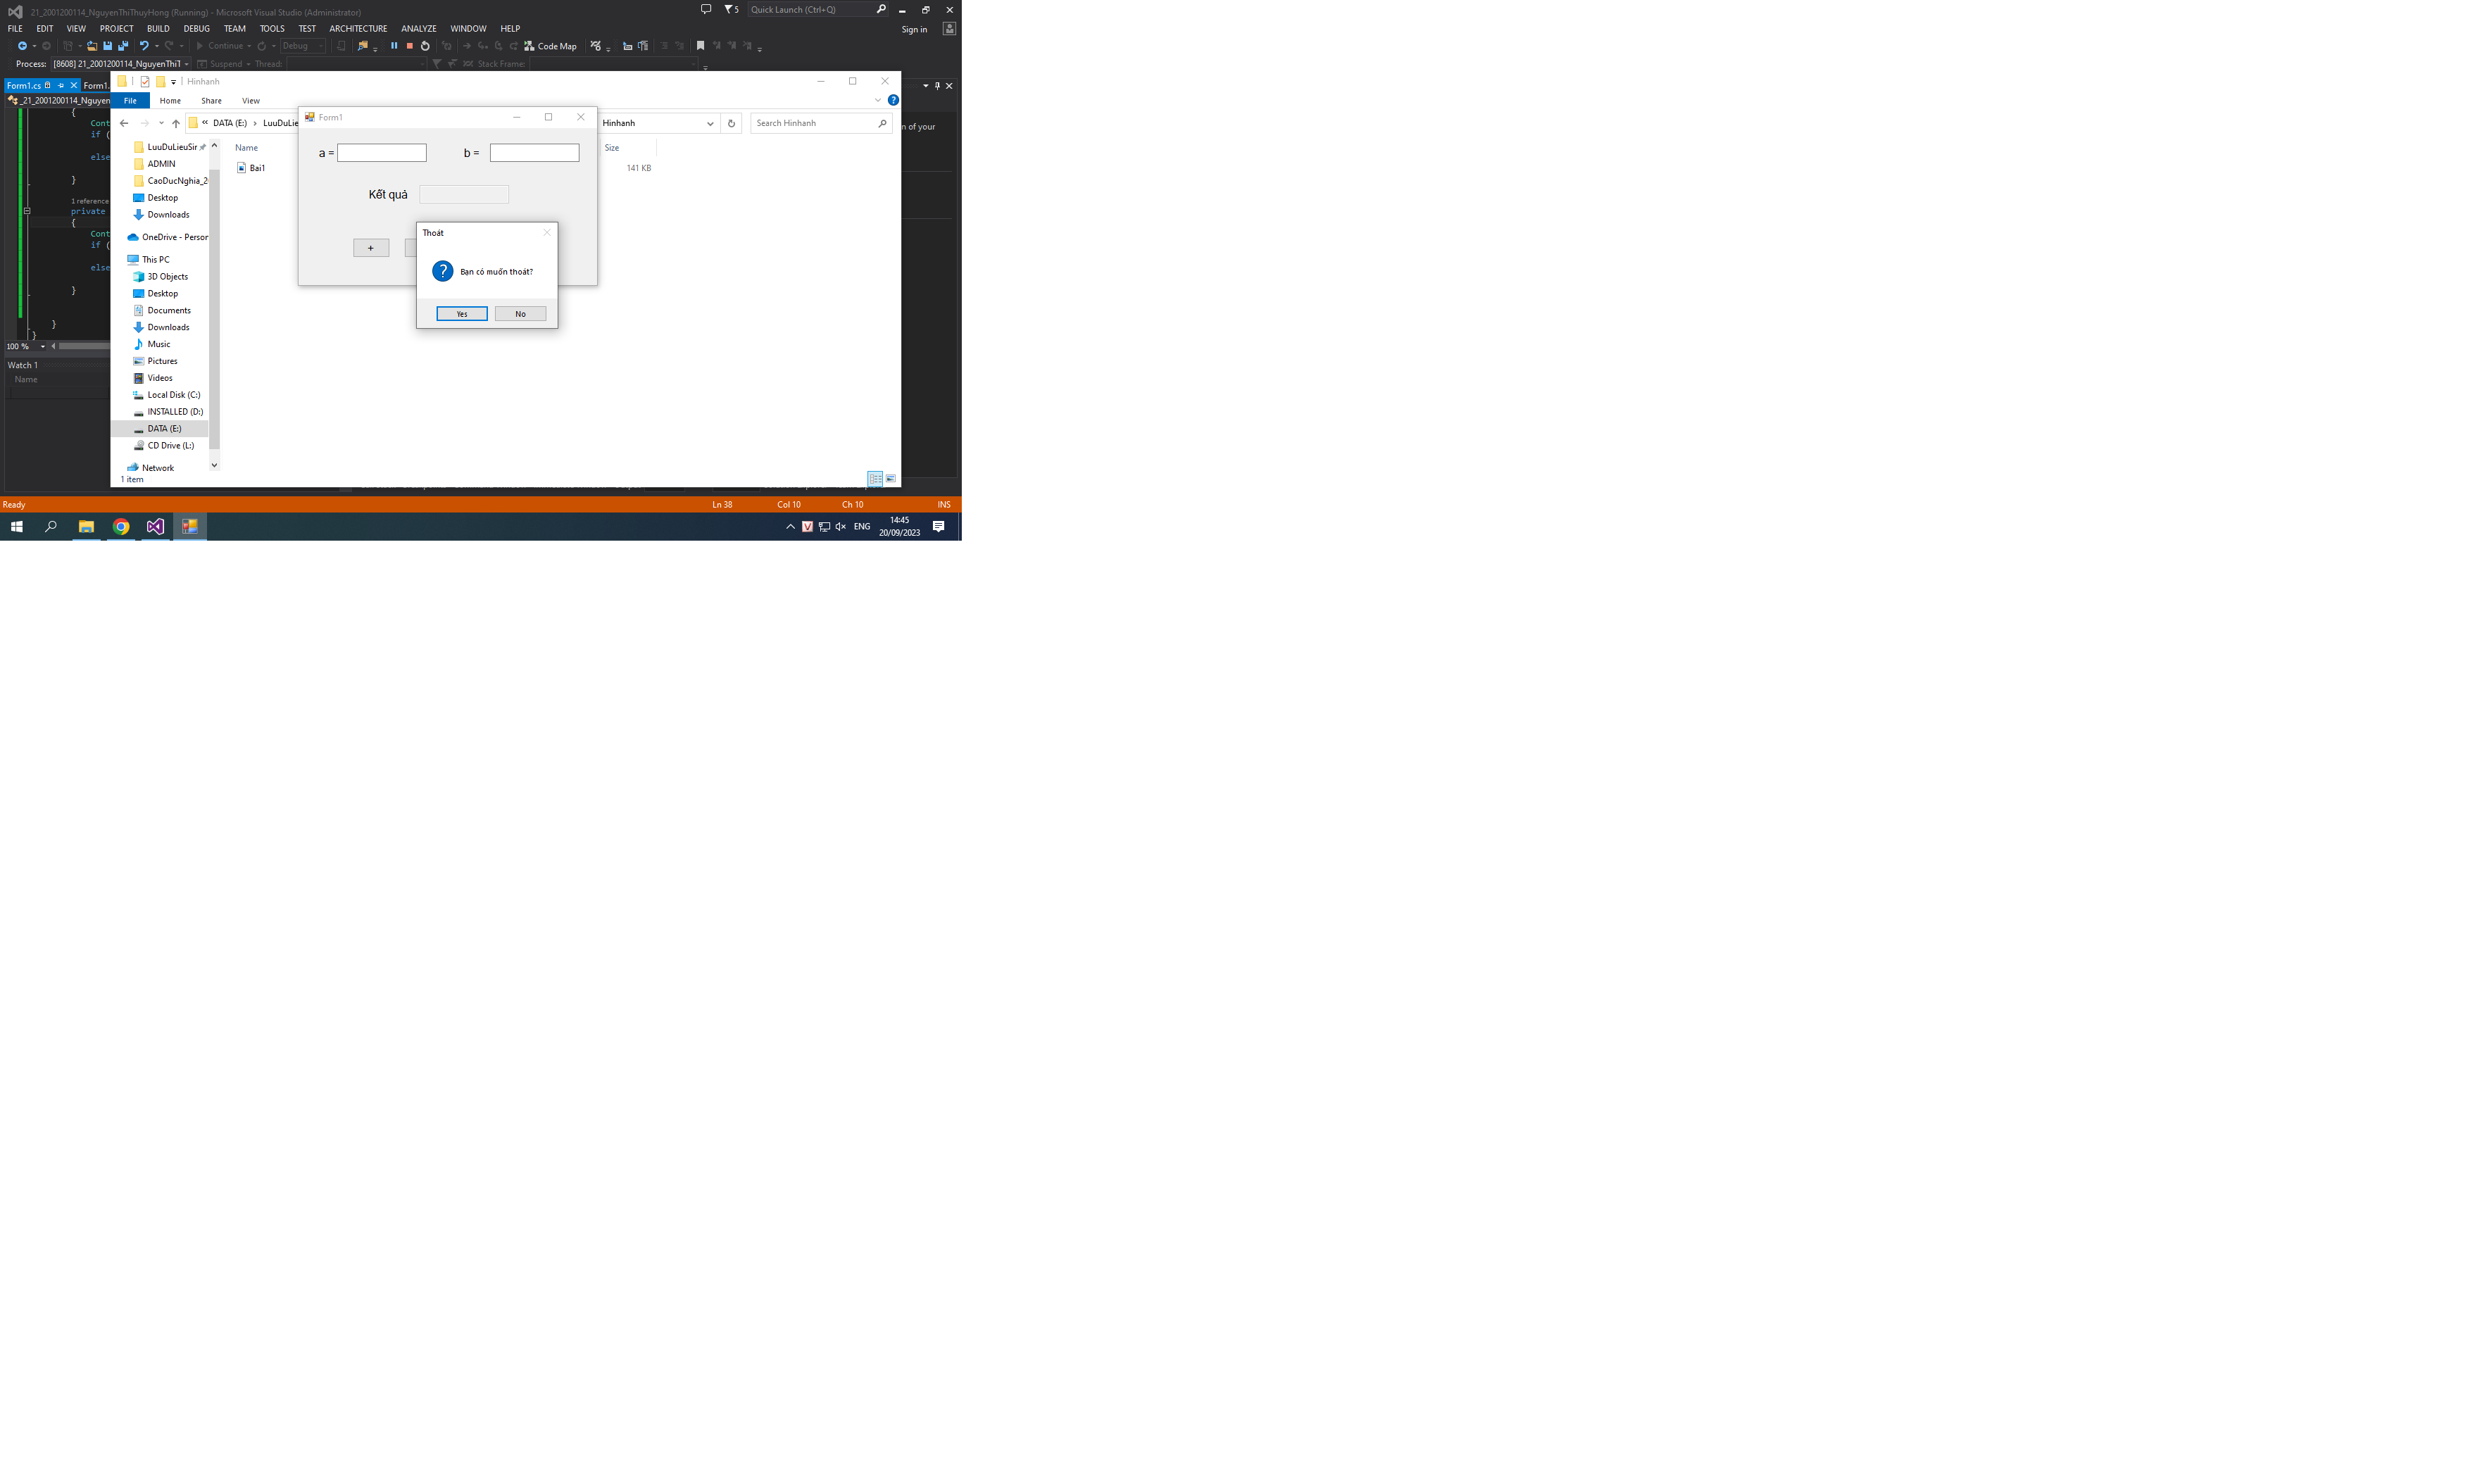 21_2001200114_NguyenThiThuyHong (Running) - Microsoft Visual Studio (Administrator)
5
Quick Launch (Ctrl+Q)
FILE EDIT VIEW PROJECT BUILD DEBUG TEAM TOOLS TEST ARCHITECTURE ANALYZE WINDOW HELP
Sign in
Continue Debug Code Map
Process: [8608] 21_2001200114_NguyenThiT Suspend Thread: Stack Frame:
Form1.cs Form1.
_21_2001200114_Nguyen
Hinhanh
File Home Share View
DATA (E:) LuuDuLie Hinhanh
Search Hinhanh
n of your
{
Cont
if (
else
}
1 reference
private
{
Cont
if (
else
}
}
}
100 %
Watch 1
Name
LuuDuLieuSir
ADMIN
CaoDucNghia_2
Desktop
Downloads
OneDrive - Person
This PC
3D Objects
Desktop
Documents
Downloads
Music
Pictures
Videos
Local Disk (C:)
INSTALLED (D:)
DATA (E:)
CD Drive (L:)
Network
1 item
Name Size
Bai1 141 KB
Form1
a = b =
Kết quả
+
Thoát
Bạn có muốn thoát?
Yes No
Ready Ln 38 Col 10 Ch 10 INS
V ENG
14:45
20/09/2023